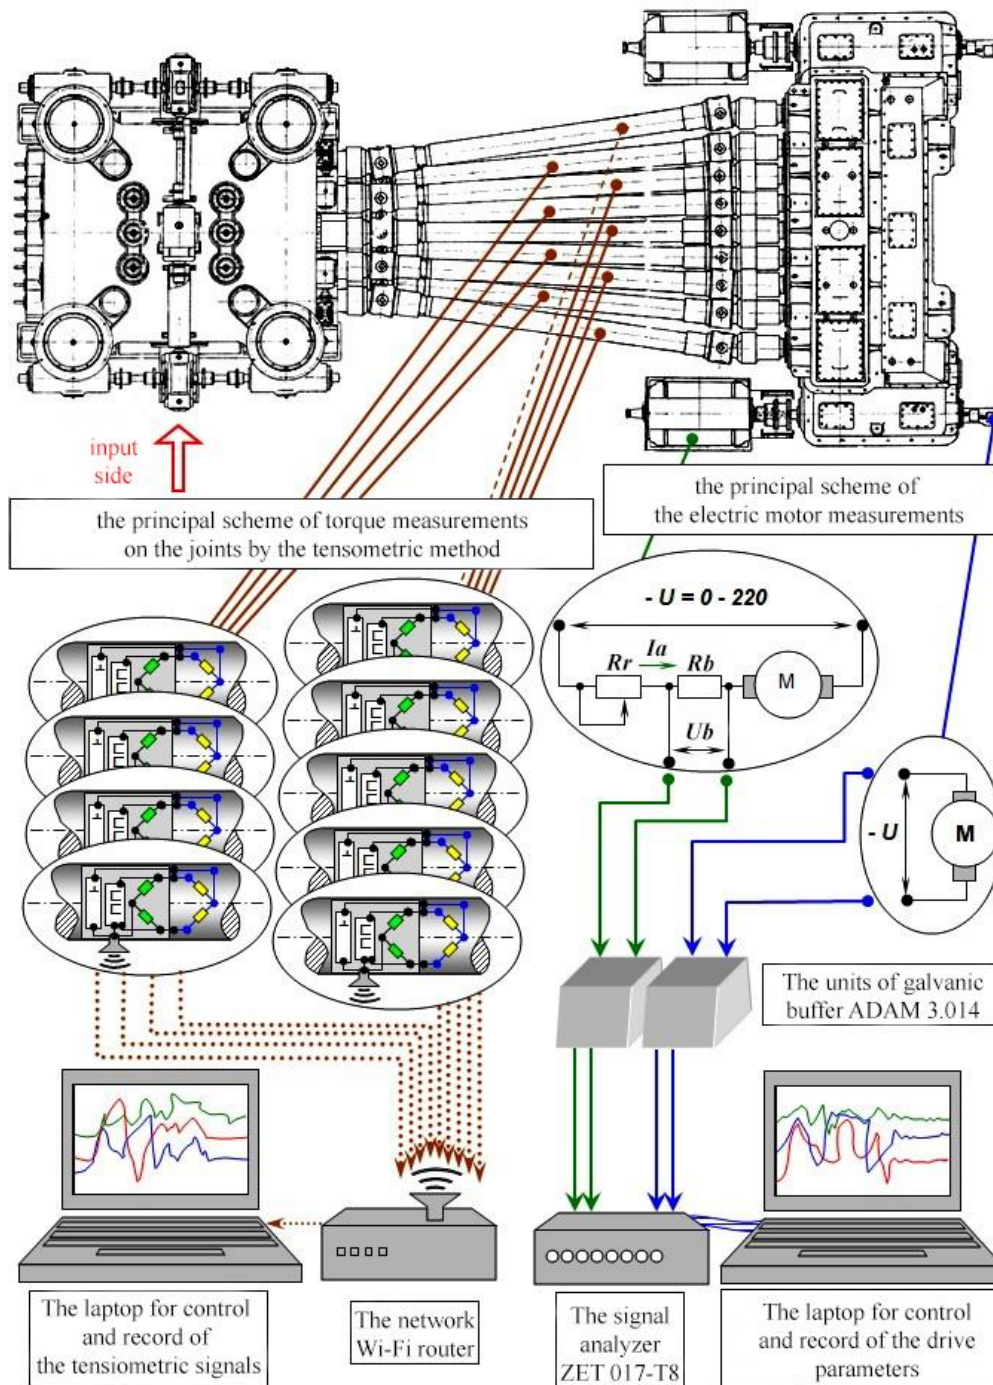 input
side
the principal scheme of torque measurements
on the joints by the tensometric method
the principal scheme of
the electric motor measurements
- U = 0 - 220
Ia
Rr
Rb
M
Ub
- U
M
The units of galvanic
buffer ADAM 3.014
The laptop for control
and record of
the tensiometric signals
The network
Wi-Fi router
The signal
analyzer
ZET 017-T8
The laptop for control
and record of the drive
parameters